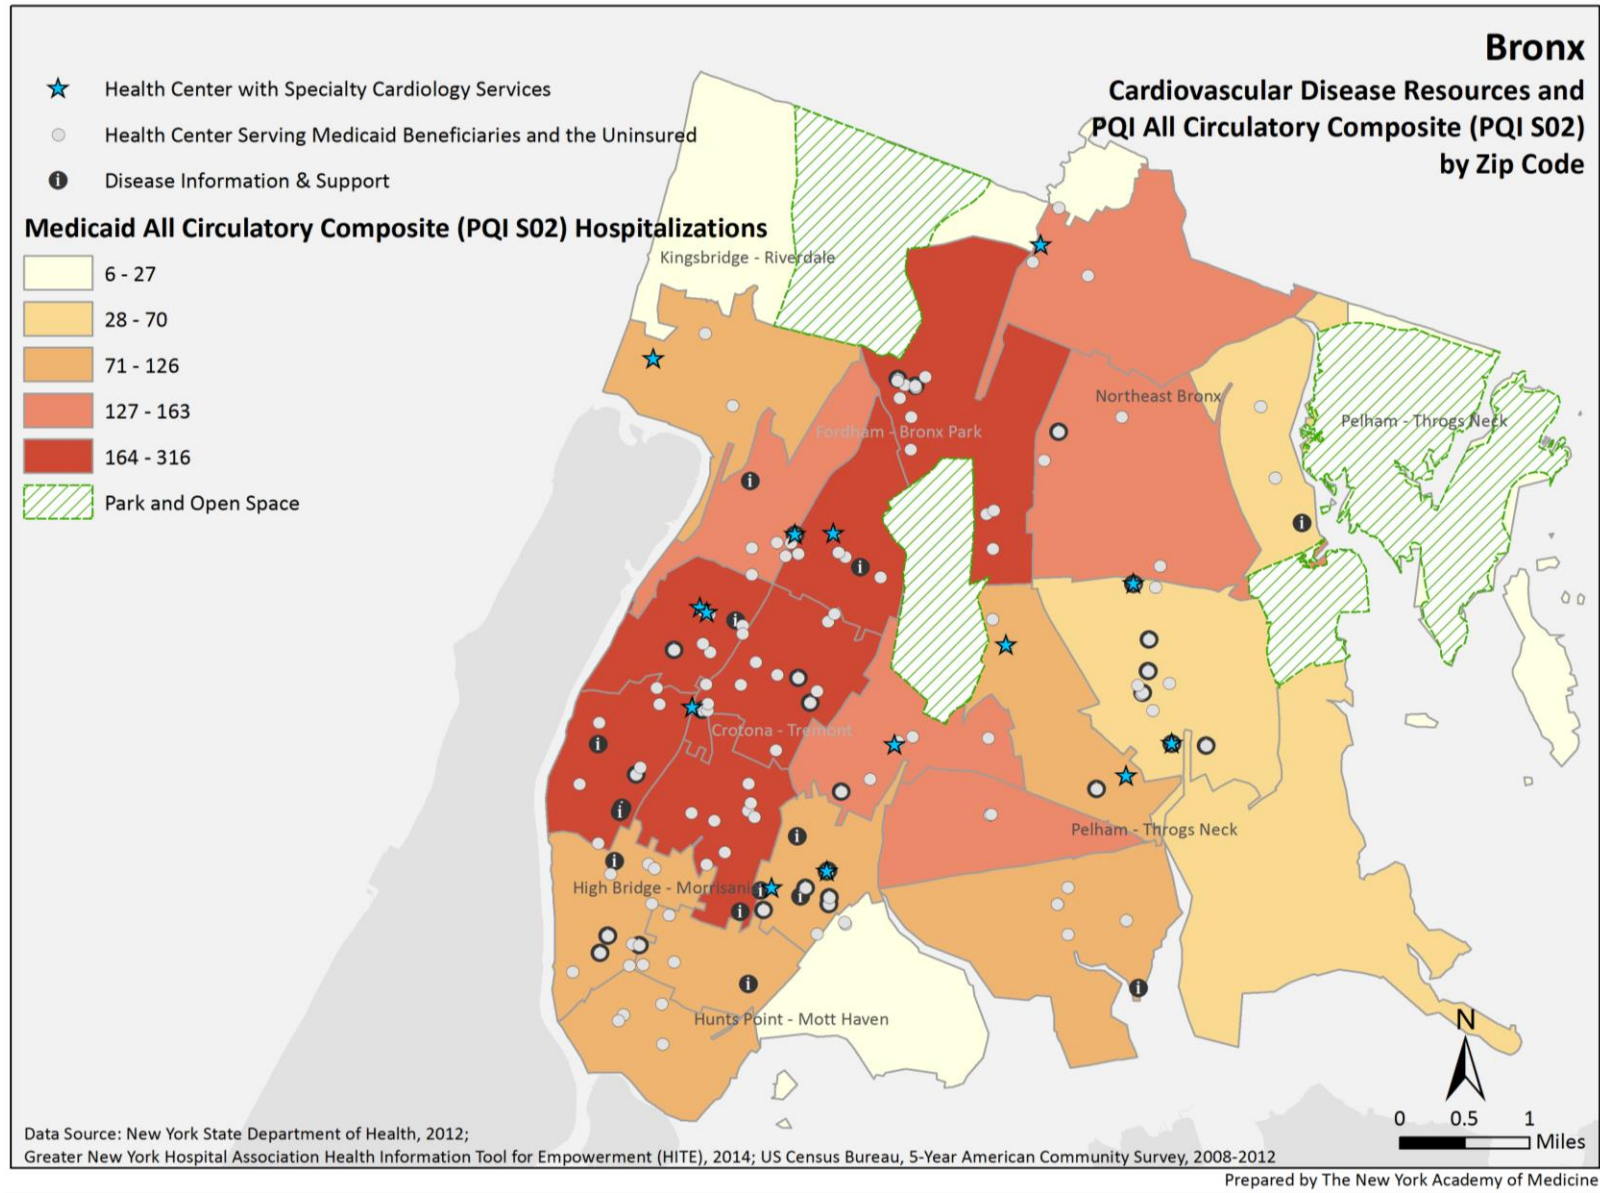 Bronx
Cardiovascular Disease Resources and
PQI All Circulatory Composite (PQI S02)
by Zip Code
Health Center with Specialty Cardiology Services
Health Center Serving Medicaid Beneficiaries and the Uninsured
i Disease Information & Support
Medicaid All Circulatory Composite (PQI S02) Hospitalizations
6 - 27
28 - 70
71 - 126
127 - 163
164 - 316
Park and Open Space
Kingsbridge - Riverdale
Northeast Bronx
Pelham - Throgs Neck
Fordham - Bronx Park
Crotona - Tremont
Pelham - Throgs Neck
High Bridge - Morrisania
Hunts Point - Mott Haven
N
0 0.5 1
Miles
Data Source: New York State Department of Health, 2012;
Greater New York Hospital Association Health Information Tool for Empowerment (HITE), 2014; US Census Bureau, 5-Year American Community Survey, 2008-2012
Prepared by The New York Academy of Medicine